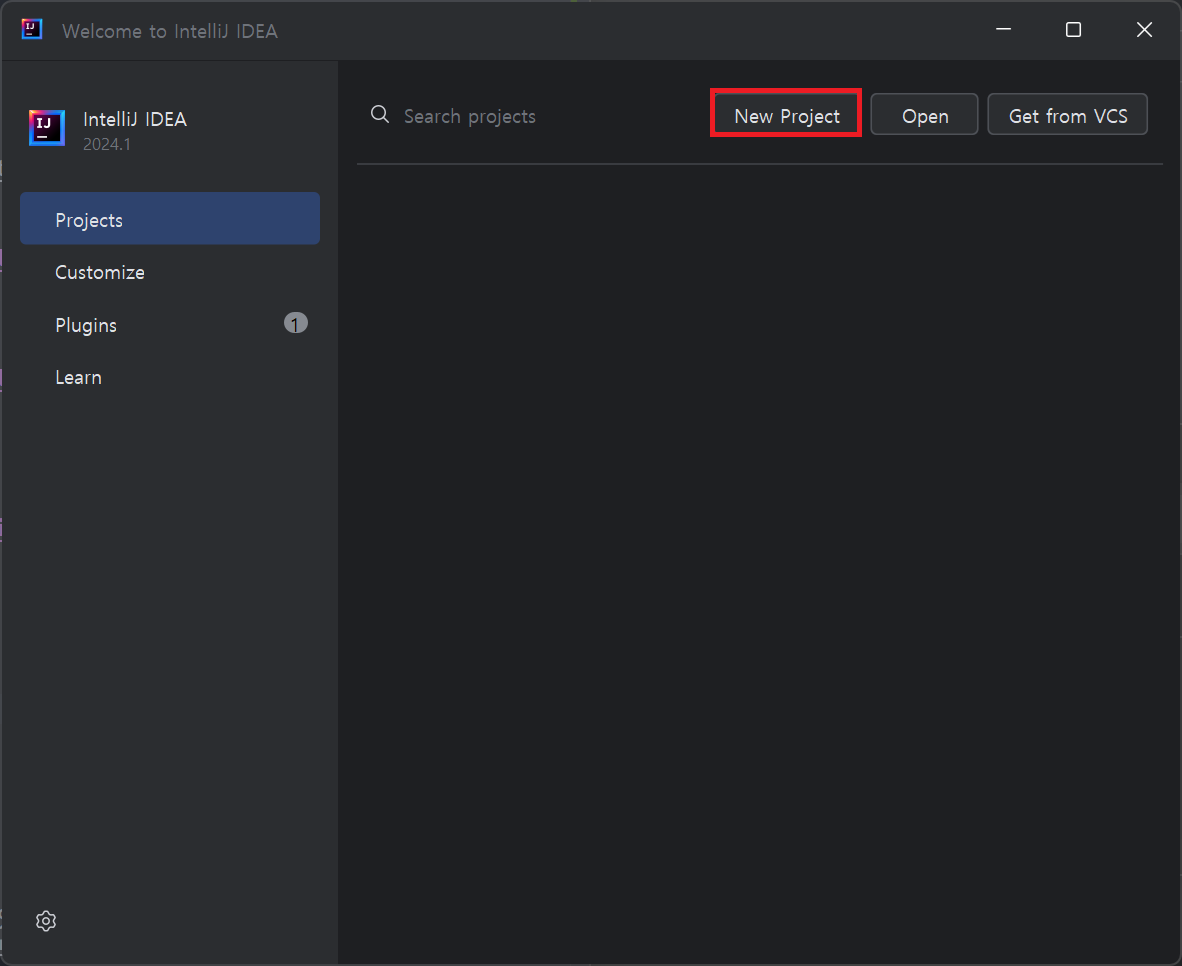 Welcome to IntelliJ IDEA
IntelliJ IDEA
2024.1
Projects
Customize
Plugins 1
Learn
Search projects New Project Open Get from VCS